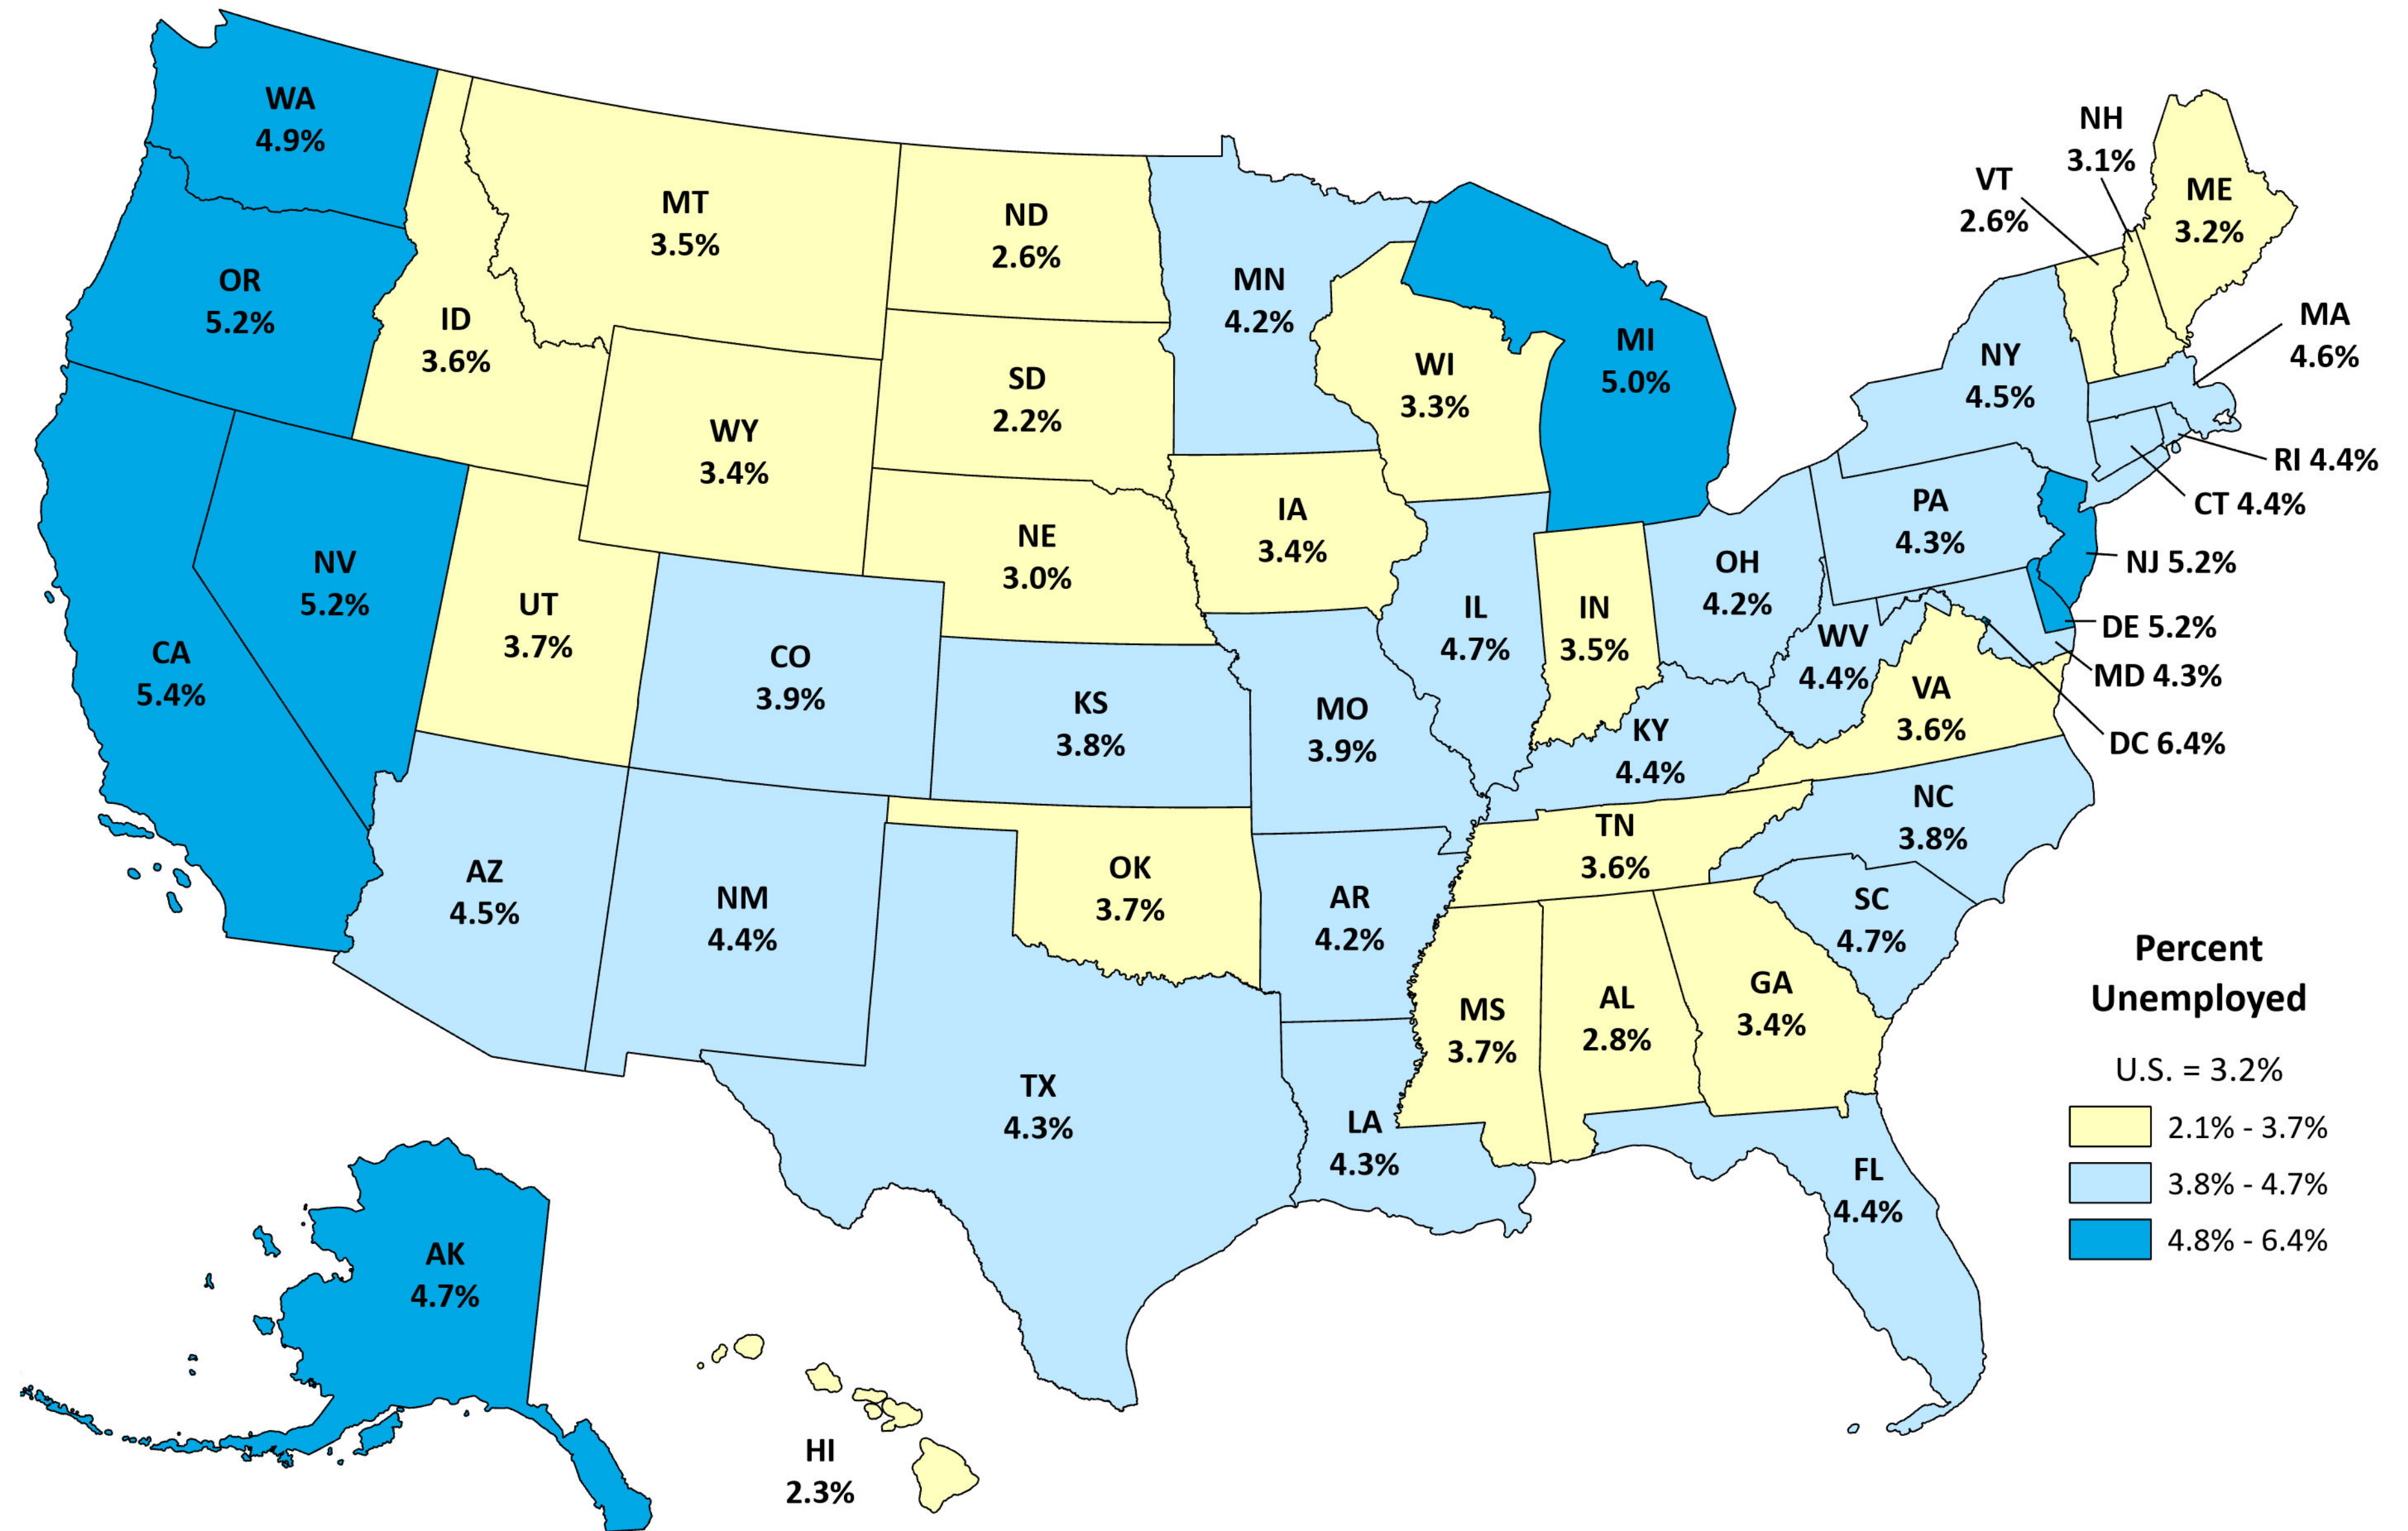 WA
4.9%
OR
5.2%
CA
5.4%
NV
5.2%
ID
3.6%
MT
3.5%
WY
3.4%
UT
3.7%
CO
3.9%
AZ
4.5%
NM
4.4%
ND
2.6%
SD
2.2%
NE
3.0%
KS
3.8%
OK
3.7%
TX
4.3%
MN
4.2%
IA
3.4%
MO
3.9%
AR
4.2%
LA
4.3%
WI
3.3%
IL
4.7%
MI
5.0%
IN
3.5%
OH
4.2%
KY
4.4%
TN
3.6%
MS
3.7%
AL
2.8%
GA
3.4%
FL
4.4%
SC
4.7%
NC
3.8%
VA
3.6%
WV
4.4%
PA
4.3%
NY
4.5%
VT
2.6%
NH
3.1%
ME
3.2%
MA
4.6%
RI 4.4%
CT 4.4%
NJ 5.2%
DE 5.2%
MD 4.3%
DC 6.4%
AK
4.7%
HI
2.3%
Percent
Unemployed
U.S. = 3.2%
2.1% - 3.7%
3.8% - 4.7%
4.8% - 6.4%